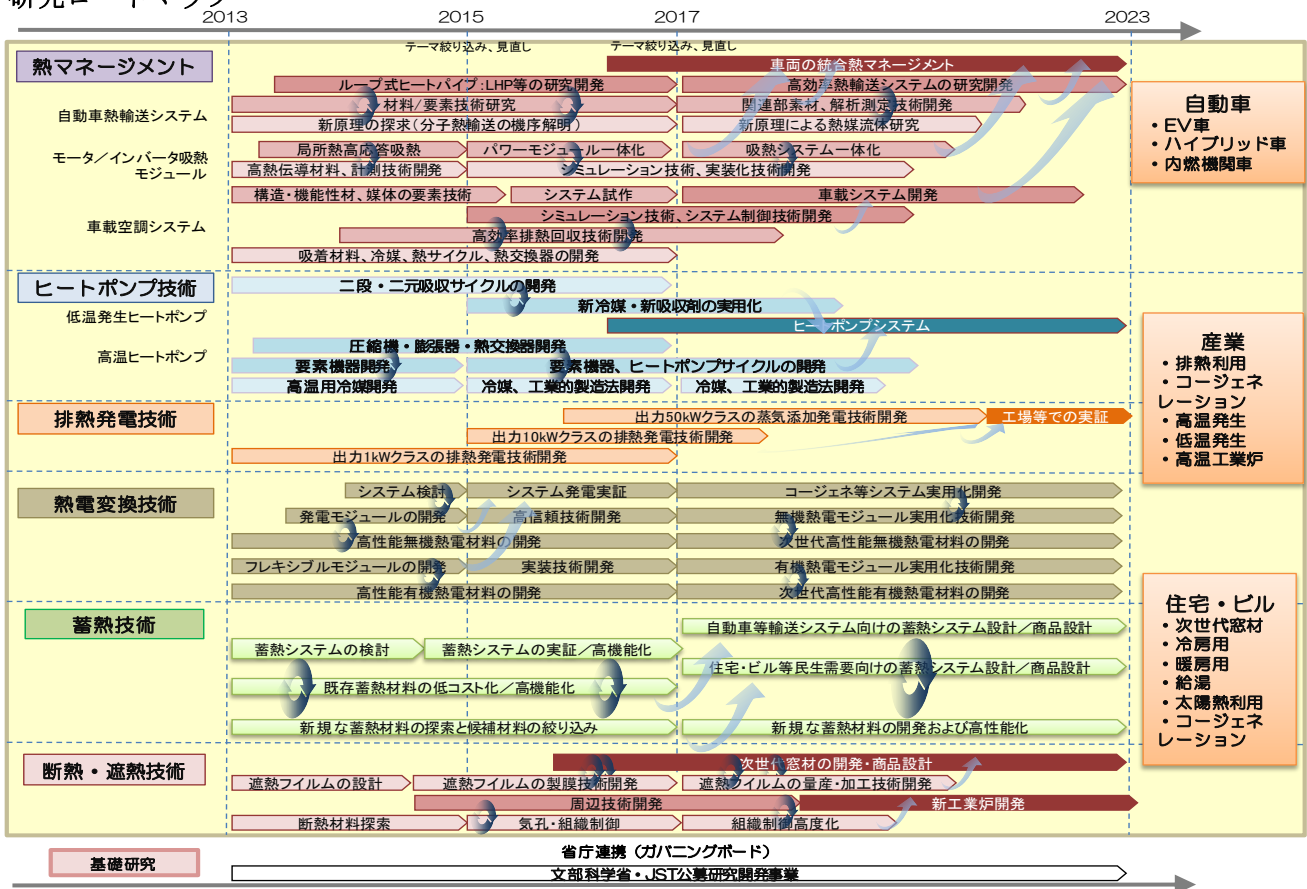 研究ロードマップ
2013 2015 2017 2023
テーマ絞り込み、見直し テーマ絞り込み、見直し
熱マネージメント
車両の統合熱マネージメント
ループ式ヒートパイプ:LHP等の研究開発 高効率熱輸送システムの研究開発
自動車熱輸送システム
材料/要素技術研究 関連部素材、解析測定技術開発
新原理の探求(分子熱輸送の機序解明) 新原理による熱媒流体研究
モータ/インバータ吸熱
モジュール
局所熱高応答吸熱 パワーモジュール一体化 吸熱システム一体化
高熱伝導材料、計測技術開発 シミュレーション技術、実装化技術開発
構造・機能性材、媒体の要素技術 システム試作 車載システム開発
車載空調システム
シミュレーション技術、システム制御技術開発
高効率排熱回収技術開発
吸着材料、冷媒、熱サイクル、熱交換器の開発
自動車
・EV車
・ハイブリッド車
・内燃機関車
ヒートポンプ技術
二段・二元吸収サイクルの開発
新冷媒・新吸収剤の実用化
低温発生ヒートポンプ
ヒートポンプシステム
高温ヒートポンプ
圧縮機・膨張器・熱交換器開発
要素機器開発 要素機器、ヒートポンプサイクルの開発
高温用冷媒開発 冷媒、工業的製造法開発 冷媒、工業的製造法開発
産業
・排熱利用
・コージェネ
レーション
・高温発生
・低温発生
・高温工業炉
排熱発電技術
出力50kWクラスの蒸気添加発電技術開発 工場等での実証
出力10kWクラスの排熱発電技術開発
出力1kWクラスの排熱発電技術開発
熱電変換技術
システム検討 システム発電実証 コージェネ等システム実用化開発
発電モジュールの開発 高信頼技術開発 無機熱電モジュール実用化技術開発
高性能無機熱電材料の開発 次世代高性能無機熱電材料の開発
フレキシブルモジュールの開発 実装技術開発 有機熱電モジュール実用化技術開発
高性能有機熱電材料の開発 次世代高性能有機熱電材料の開発
蓄熱技術
自動車等輸送システム向けの蓄熱システム設計/商品設計
蓄熱システムの検討 蓄熱システムの実証/高機能化
住宅・ビル等民生需要向けの蓄熱システム設計/商品設計
既存蓄熱材料の低コスト化/高機能化
新規な蓄熱材料の探索と候補材料の絞り込み 新規な蓄熱材料の開発および高性能化
住宅・ビル
・次世代窓材
・冷房用
・暖房用
・給湯
・太陽熱利用
・コージェネ
レーション
断熱・遮熱技術
次世代窓材の開発・商品設計
遮熱フイルムの設計 遮熱フイルムの製膜技術開発 遮熱フイルムの量産・加工技術開発
周辺技術開発 新工業炉開発
断熱材料探索 気孔・組織制御 組織制御高度化
基礎研究
省庁連携(ガバニングボード)
文部科学省・JST公募研究開発事業